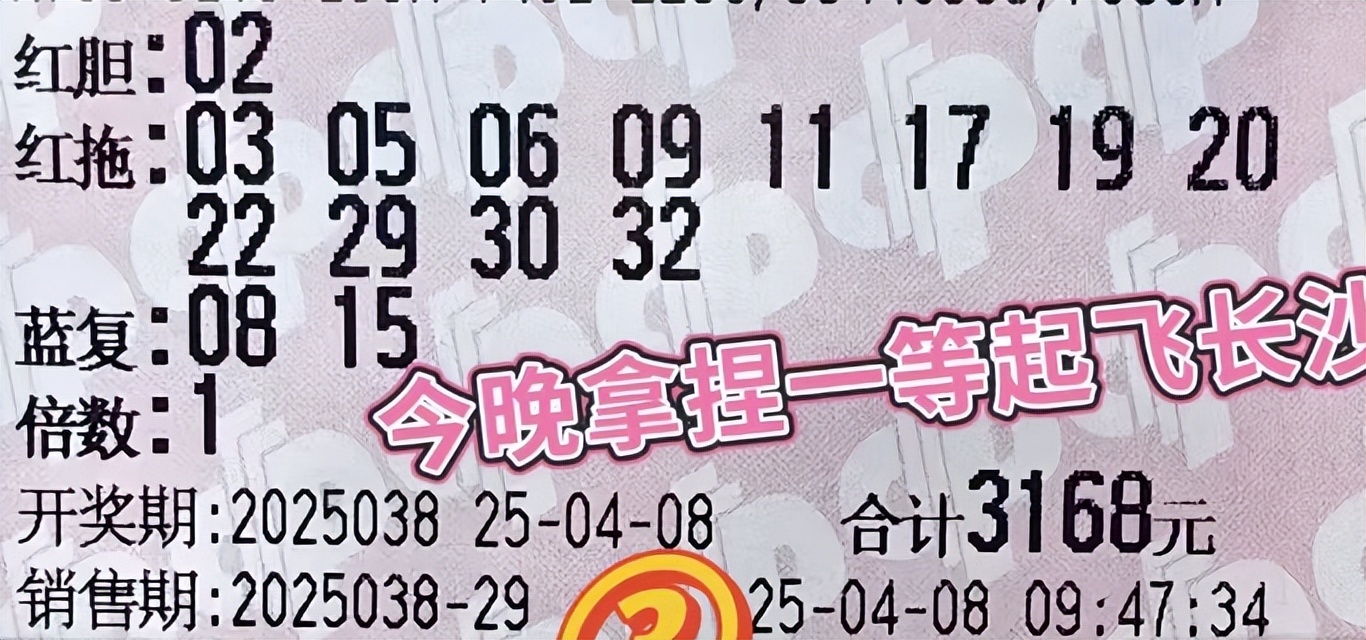 红胆:02
红拖:03 05 06 09 11 17 19 20
22 29 30 32
蓝复:08 15
倍数:1
今晚拿捏一等起飞长沙
开奖期:2025038 25-04-08 合计3168元
销售期:2025038-29 25-04-08 09:47:34